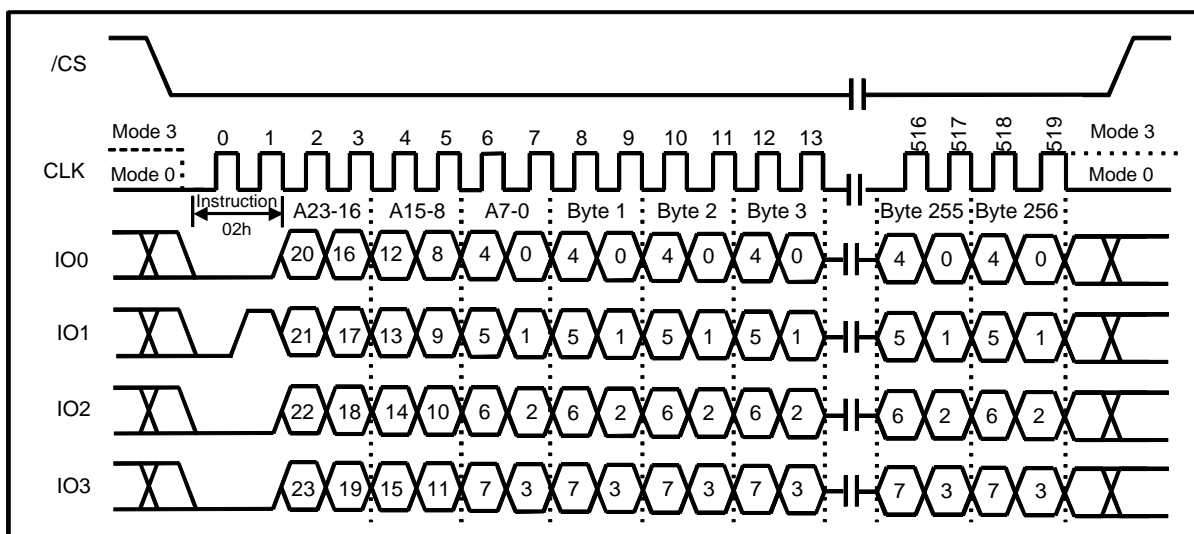 /CS
Mode 3 0 1 2 3 4 5 6 7 8 9 10 11 12 13 516 517 518 519 Mode 3
CLK
Mode 0 Mode 0
Instruction A23-16 A15-8 A7-0 Byte 1 Byte 2 Byte 3 Byte 255 Byte 256
02h
IO0 20 16 12 8 4 0 4 0 4 0 4 0 4 0 4 0
IO1 21 17 13 9 5 1 5 1 5 1 5 1 5 1 5 1
IO2 22 18 14 10 6 2 6 2 6 2 6 2 6 2 6 2
IO3 23 19 15 11 7 3 7 3 7 3 7 3 7 3 7 3